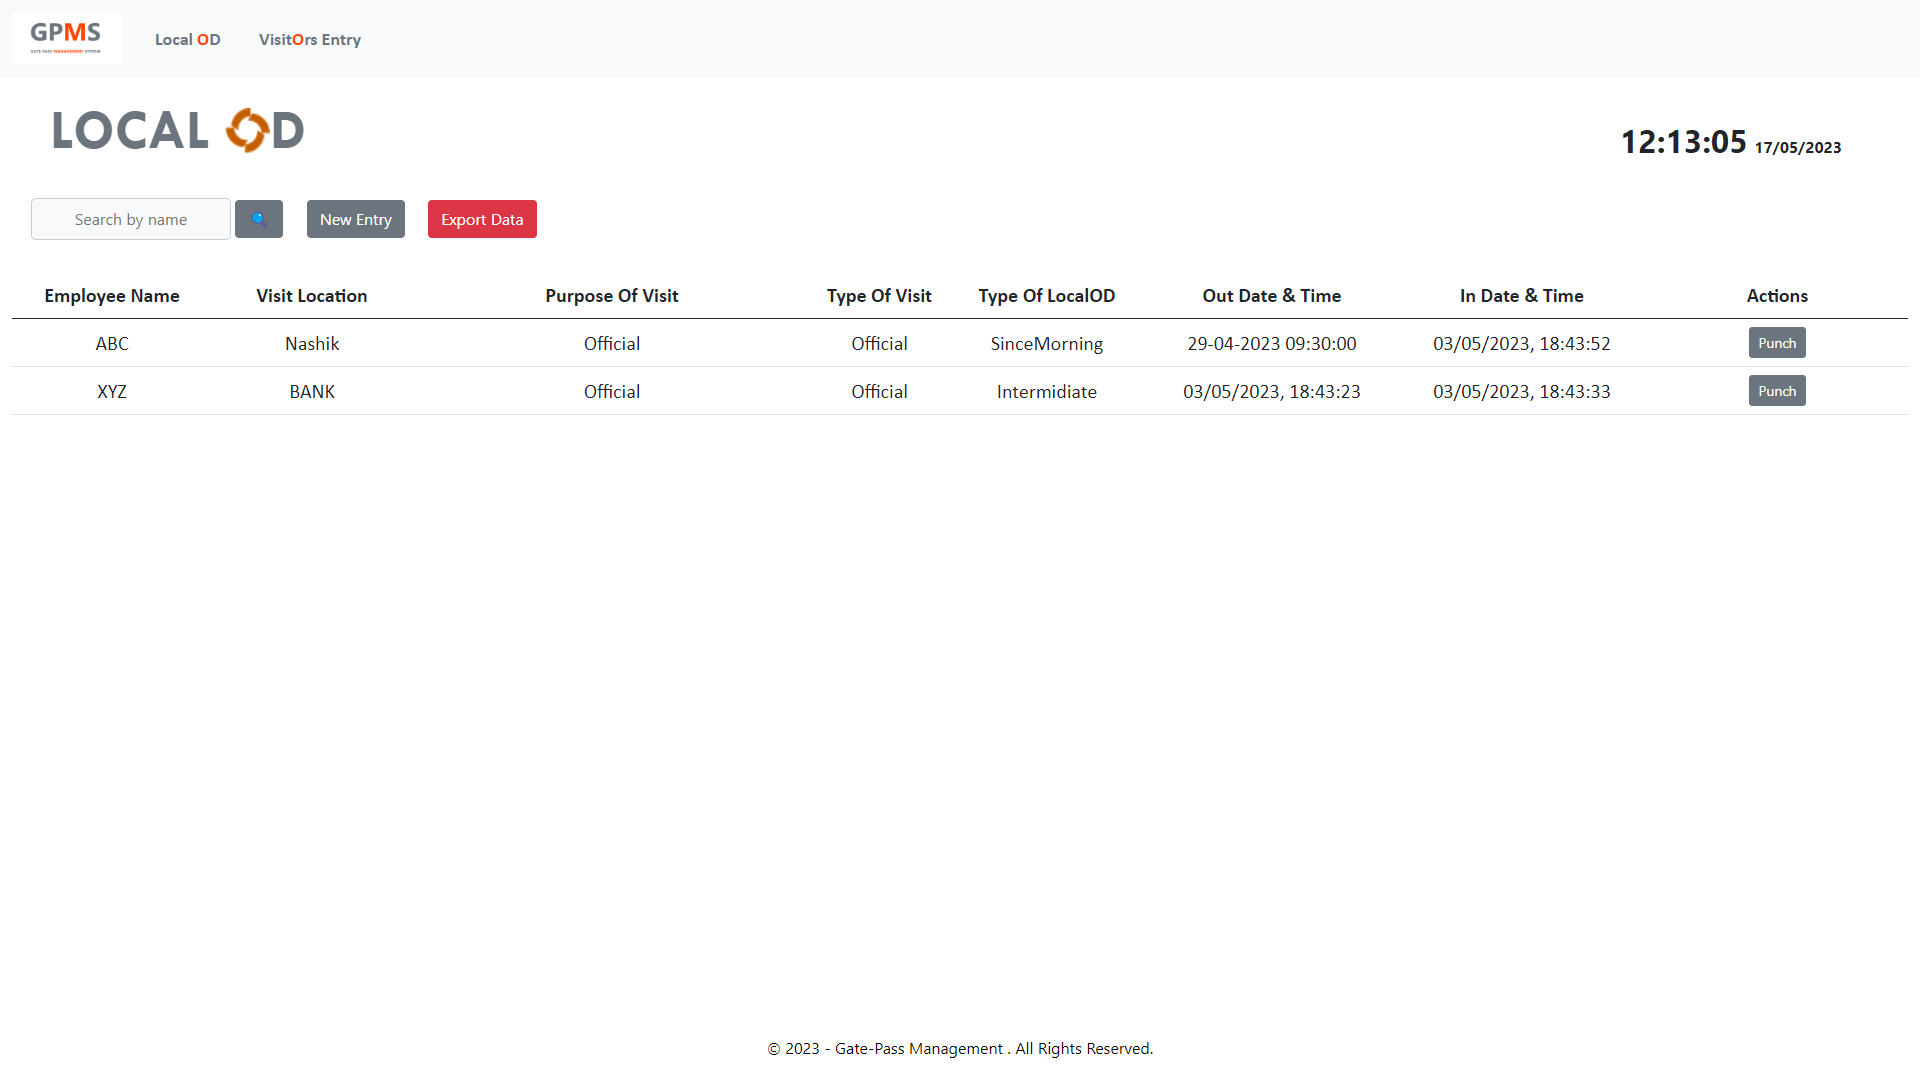 GPMS
GATE PASS MANAGEMENT SYSTEM
Local OD
VisitOrs Entry
LOCAL OD
12:13:05 17/05/2023
Search by name
New Entry
Export Data
Employee Name Visit Location Purpose Of Visit Type Of Visit Type Of LocalOD Out Date & Time In Date & Time Actions
ABC Nashik Official Official SinceMorning 29-04-2023 09:30:00 03/05/2023, 18:43:52 Punch
XYZ BANK Official Official Intermidiate 03/05/2023, 18:43:23 03/05/2023, 18:43:33 Punch
© 2023 - Gate-Pass Management . All Rights Reserved.